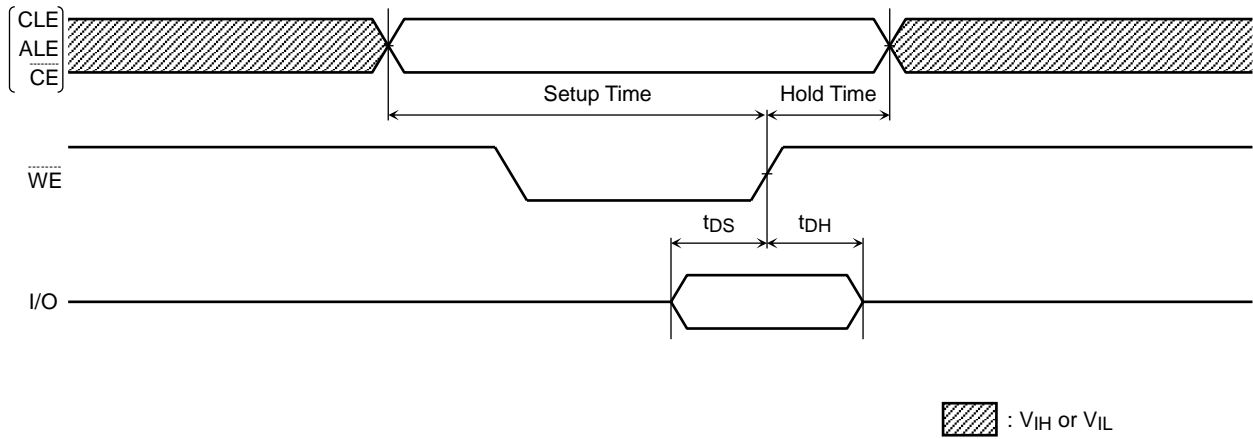 CLE
ALE
CE
Setup Time
Hold Time
WE
tDS
tDH
I/O
: VIH or VIL